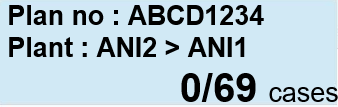 Plan no : ABCD1234
Plant : ANI2 > ANI1
0/69 cases